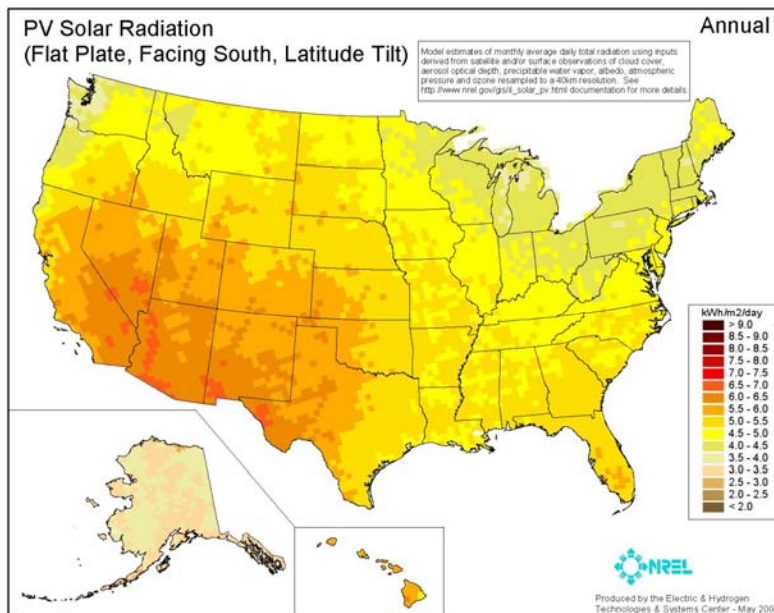 PV Solar Radiation
(Flat Plate, Facing South, Latitude Tilt)
Annual
Model estimates of monthly average daily total radiation using inputs
derived from satellite and/or surface observations of cloud cover,
aerosol optical depth, precipitable water vapor, albedo, atmospheric
pressure and ozone resampled to a 40km resolution. See
http://www.nrel.gov/gis/il_solar_pv.html documentation for more details.
kWh/m2/day
> 9.0
8.5 - 9.0
8.0 - 8.5
7.5 - 8.0
7.0 - 7.5
6.5 - 7.0
6.0 - 6.5
5.5 - 6.0
5.0 - 5.5
4.5 - 5.0
4.0 - 4.5
3.5 - 4.0
3.0 - 3.5
2.5 - 3.0
2.0 - 2.5
< 2.0
NREL
Produced by the Electric & Hydrogen
Technologies & Systems Center - May